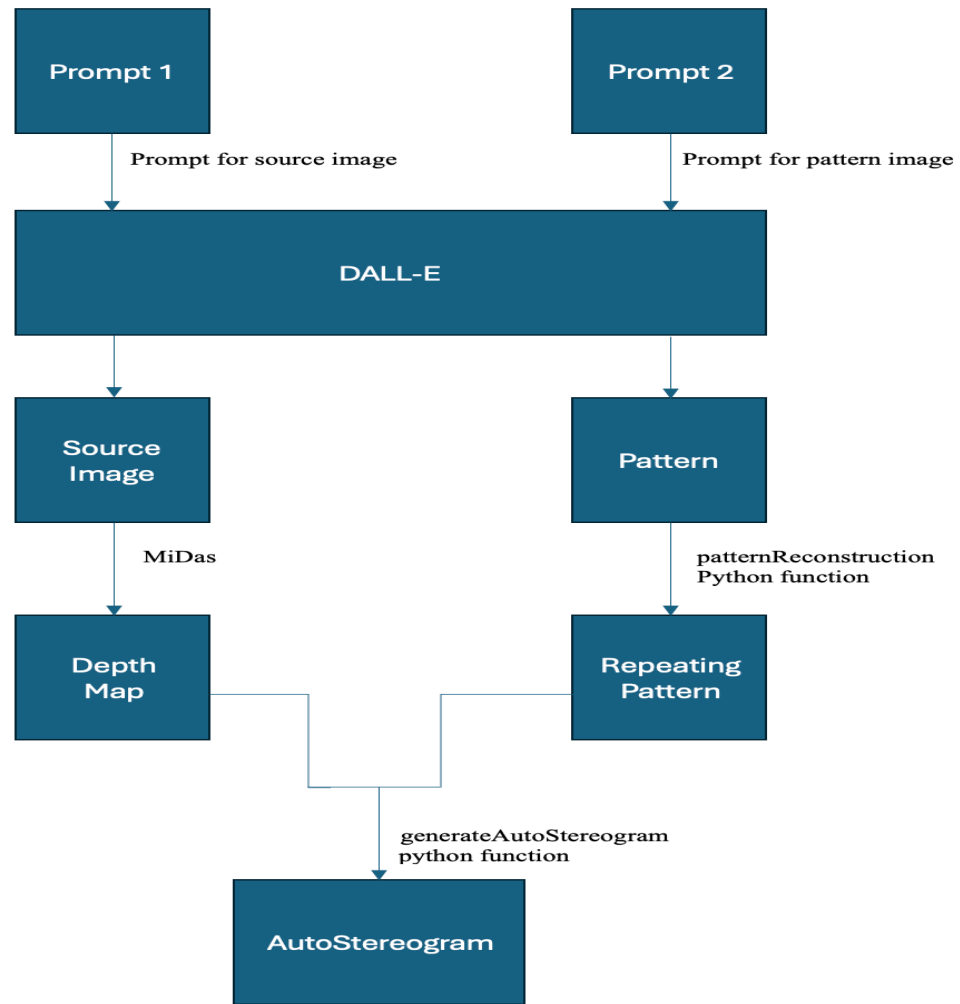 Prompt 1
Prompt 2
Prompt for source image
Prompt for pattern image
DALL-E
Source
Image
Pattern
MiDas
patternReconstruction
Python function
Depth
Map
Repeating
Pattern
generateAutoStereogram
python function
AutoStereogram